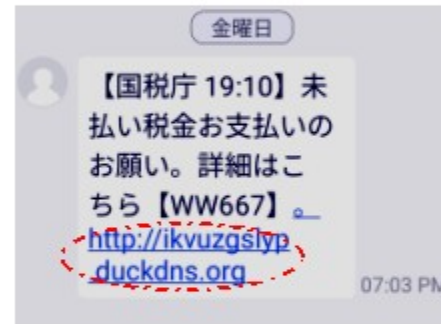 金曜日
【国税庁 19:10】未
払い税金お支払いの
お願い。詳細はこ
ちら【WW667】。
http://ikvuzgslyp
.duckdns.org
07:03 PM